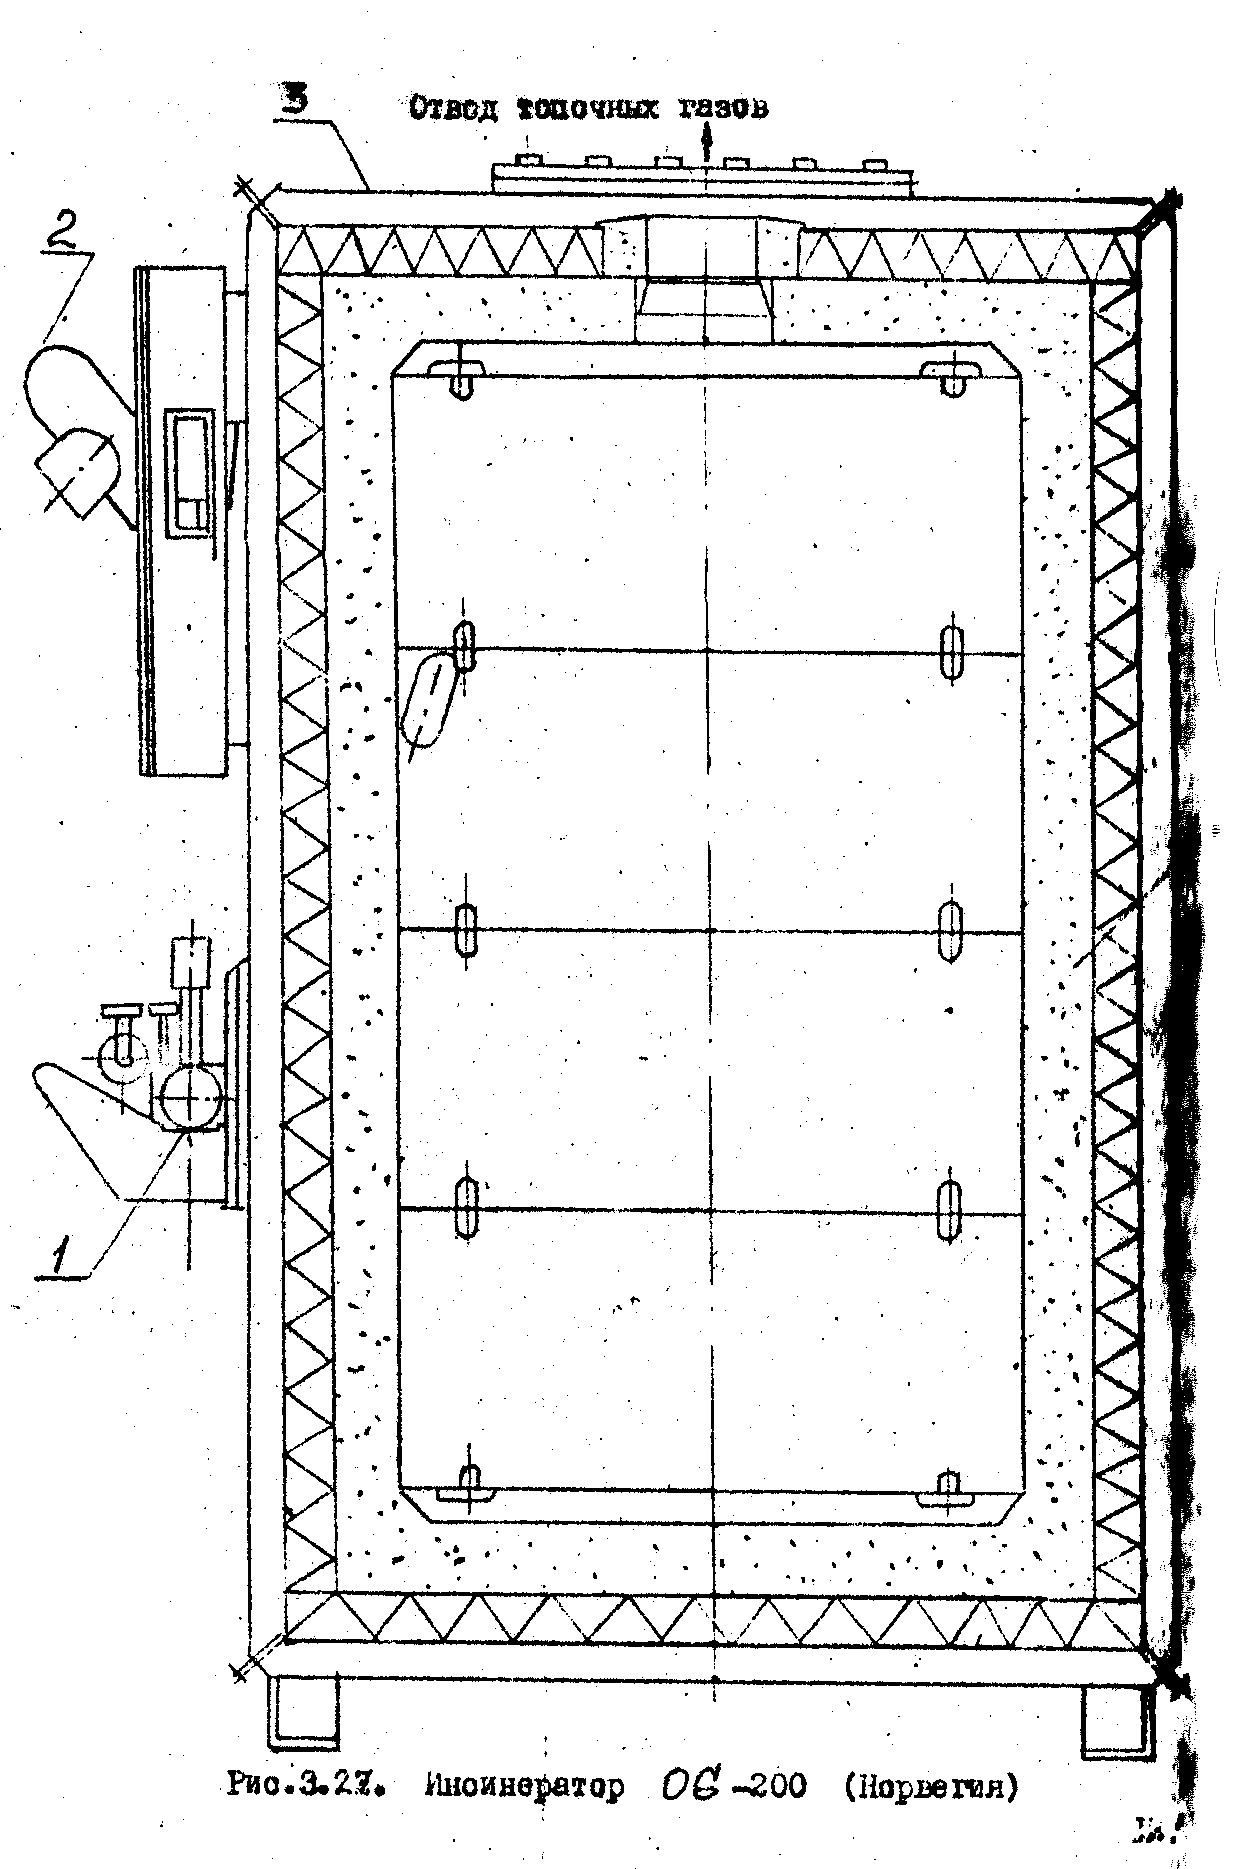 3
Отвод топочных газов
2
1
Рис.3.27. Инсинератор OG-200 (Норвегия)